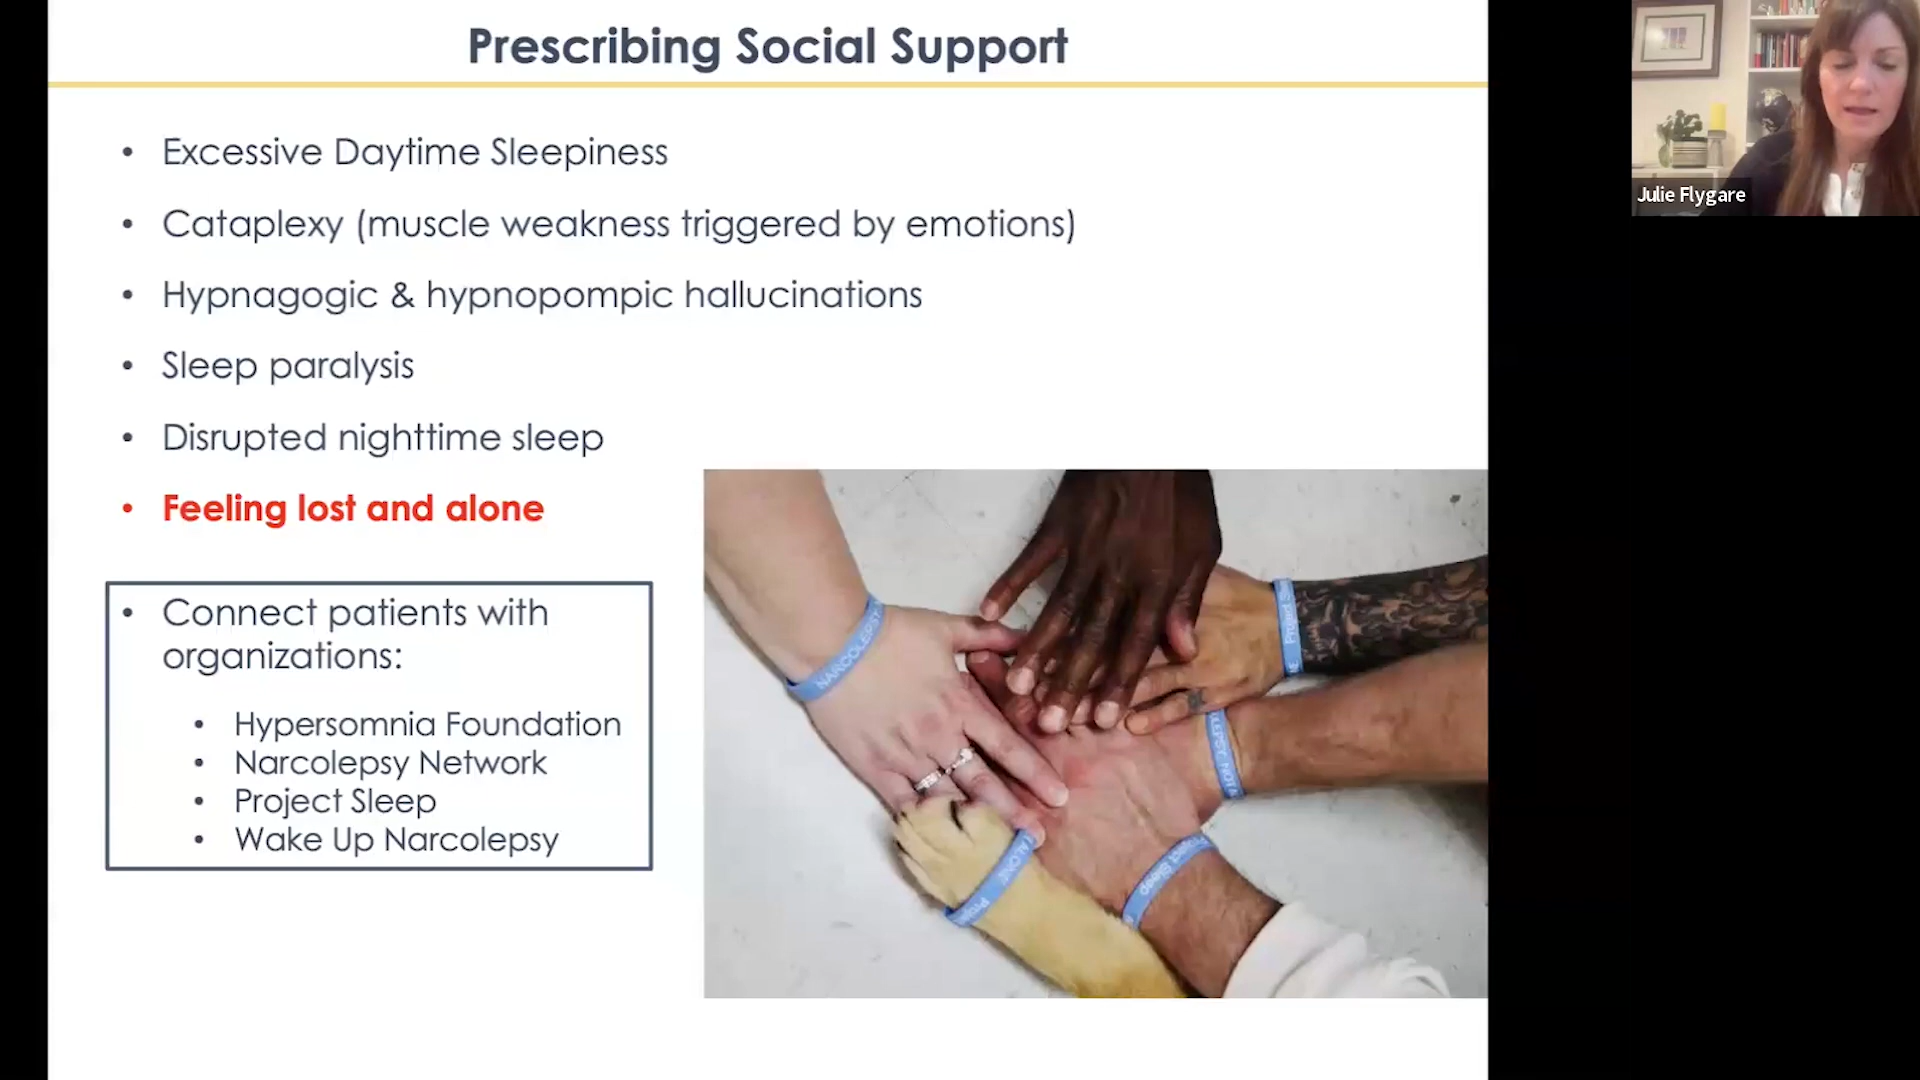 Prescribing Social Support
• Excessive Daytime Sleepiness
• Cataplexy (muscle weakness triggered by emotions)
• Hypnagogic & hypnopompic hallucinations
• Sleep paralysis
• Disrupted nighttime sleep
• Feeling lost and alone
• Connect patients with
organizations:
• Hypersomnia Foundation
• Narcolepsy Network
• Project Sleep
• Wake Up Narcolepsy
NARCOLEPSY
NOT A
ALONE
Project Sleep
Julie Flygare